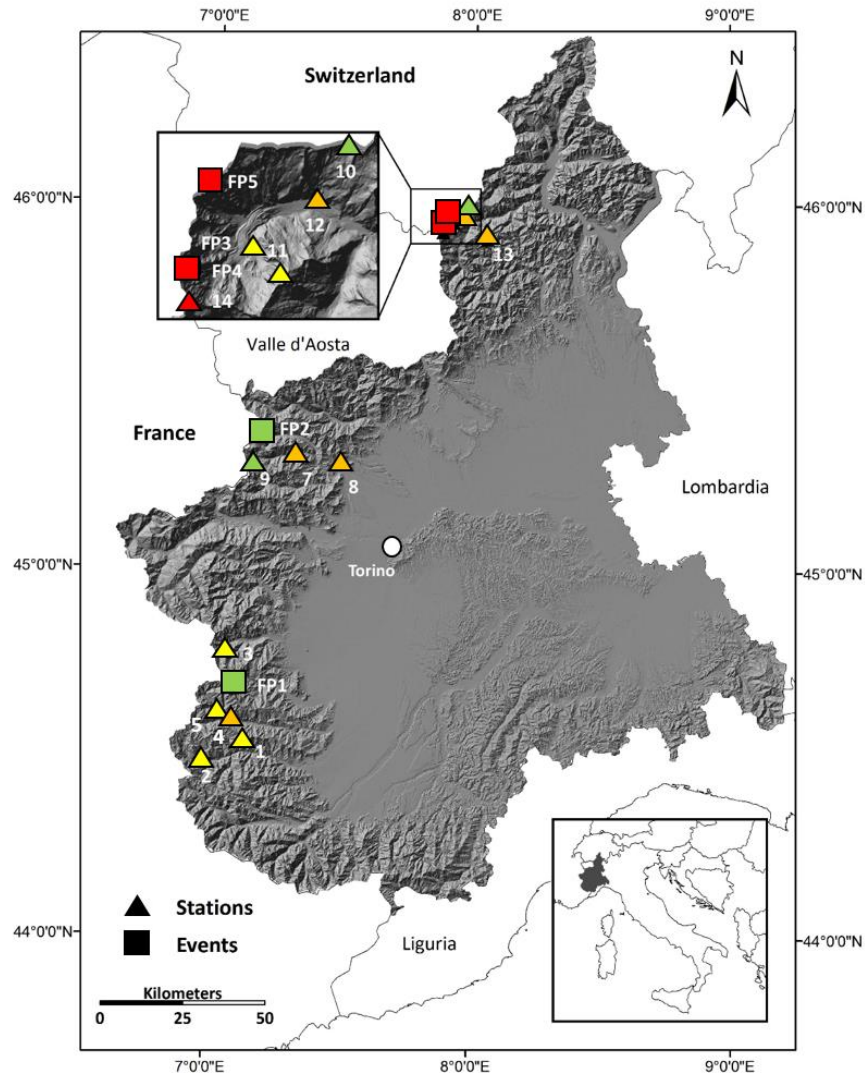 7°0'0"E 8°0'0"E 9°0'0"E
Switzerland
N
10
46°0'0"N 46°0'0"N
FP5
12
FP3
11
FP4
13
14
Valle d'Aosta
France
FP2
9 7 8
Lombardia
45°0'0"N 45°0'0"N
Torino
3
FP1
5
4 1
2
Stations
Events
44°0'0"N 44°0'0"N
Liguria
Kilometers
0 25 50
7°0'0"E 8°0'0"E 9°0'0"E